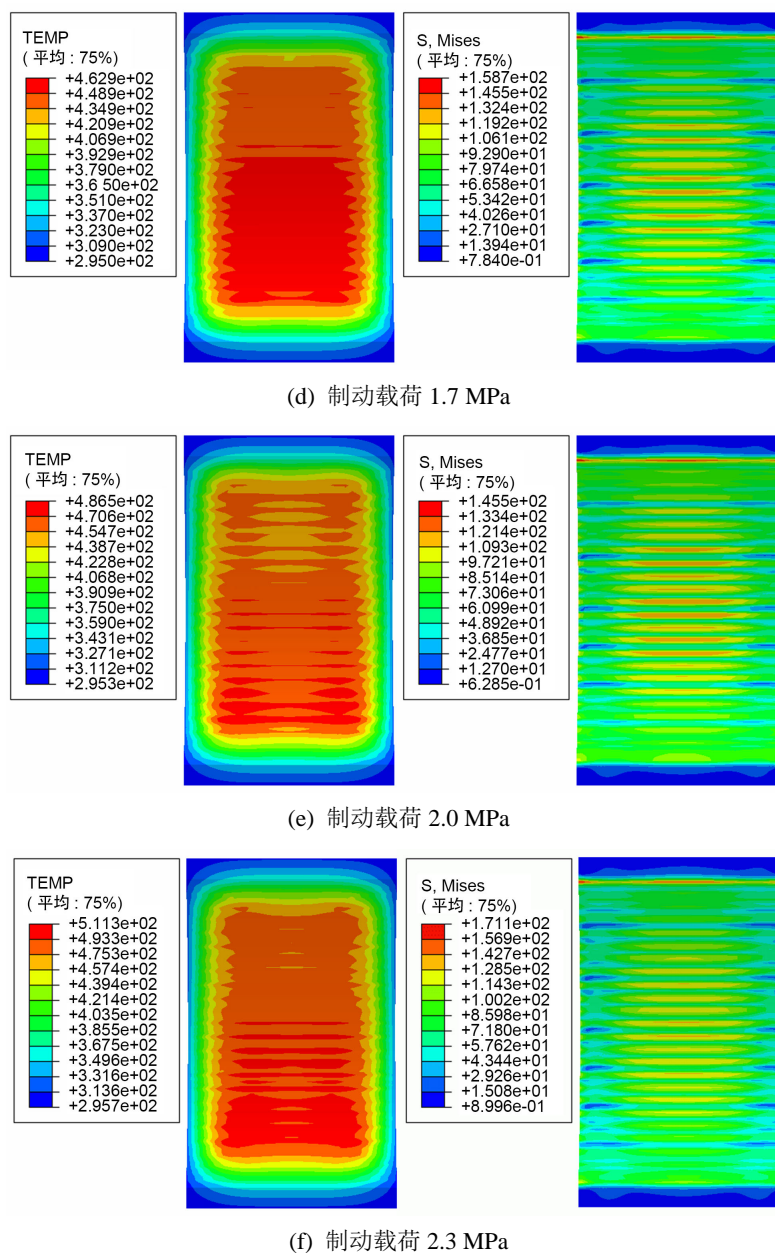 TEMP
(平均 : 75%)
+4.629e+02
+4.489e+02
+4.349e+02
+4.209e+02
+4.069e+02
+3.929e+02
+3.790e+02
+3.6 50e+02
+3.510e+02
+3.370e+02
+3.230e+02
+3.090e+02
+2.950e+02
S, Mises
(平均 : 75%)
+1.587e+02
+1.455e+02
+1.324e+02
+1.192e+02
+1.061e+02
+9.290e+01
+7.974e+01
+6.658e+01
+5.342e+01
+4.026e+01
+2.710e+01
+1.394e+01
+7.840e-01
(d) 制动载荷 1.7 MPa
TEMP
(平均 : 75%)
+4.865e+02
+4.706e+02
+4.547e+02
+4.387e+02
+4.228e+02
+4.068e+02
+3.909e+02
+3.750e+02
+3.590e+02
+3.431e+02
+3.271e+02
+3.112e+02
+2.953e+02
S, Mises
(平均 : 75%)
+1.455e+02
+1.334e+02
+1.214e+02
+1.093e+02
+9.721e+01
+8.514e+01
+7.306e+01
+6.099e+01
+4.892e+01
+3.685e+01
+2.477e+01
+1.270e+01
+6.285e-01
(e) 制动载荷 2.0 MPa
TEMP
(平均 : 75%)
+5.113e+02
+4.933e+02
+4.753e+02
+4.574e+02
+4.394e+02
+4.214e+02
+4.035e+02
+3.855e+02
+3.675e+02
+3.496e+02
+3.316e+02
+3.136e+02
+2.957e+02
S, Mises
(平均 : 75%)
+1.711e+02
+1.569e+02
+1.427e+02
+1.285e+02
+1.143e+02
+1.002e+02
+8.598e+01
+7.180e+01
+5.762e+01
+4.344e+01
+2.926e+01
+1.508e+01
+8.996e-01
(f) 制动载荷 2.3 MPa